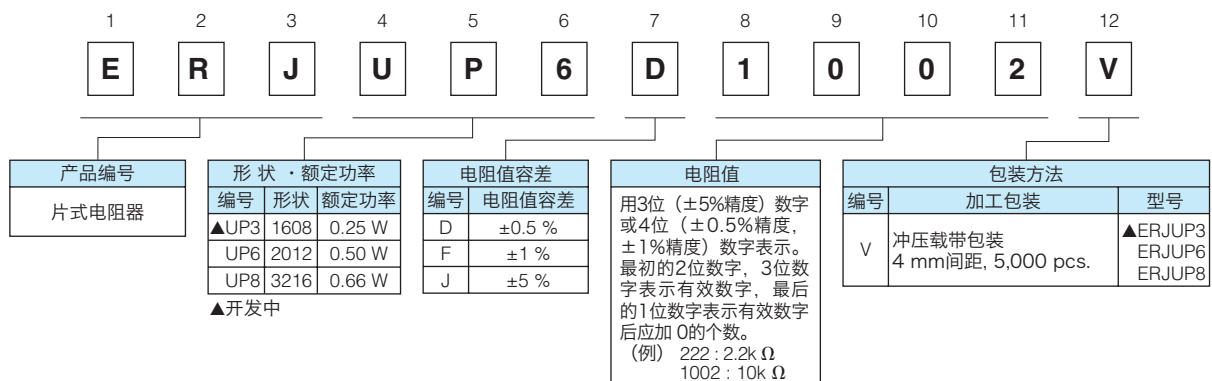 1 2 3 4 5 6 7 8 9 10 11 12
E R J U P 6 D 1 0 0 2 V
产品编号
片式电阻器
形 状 ・额定功率
编号 形状 额定功率
▲UP3 1608 0.25 W
UP6 2012 0.50 W
UP8 3216 0.66 W
▲开发中
电阻值容差
编号 电阻值容差
D ±0.5 %
F ±1 %
J ±5 %
电阻值
用3位（±5%精度）数字
或4位（±0.5%精度，
±1%精度）数字表示。
最初的2位数字，3位数
字表示有效数字，最后
的1位数字表示有效数字
后应加 0的个数。
（例） 222 : 2.2k Ω
1002 : 10k Ω
包装方法
编号 加工包装 型号
V 冲压载带包装
4 mm间距, 5,000 pcs.
▲ERJUP3
ERJUP6
ERJUP8